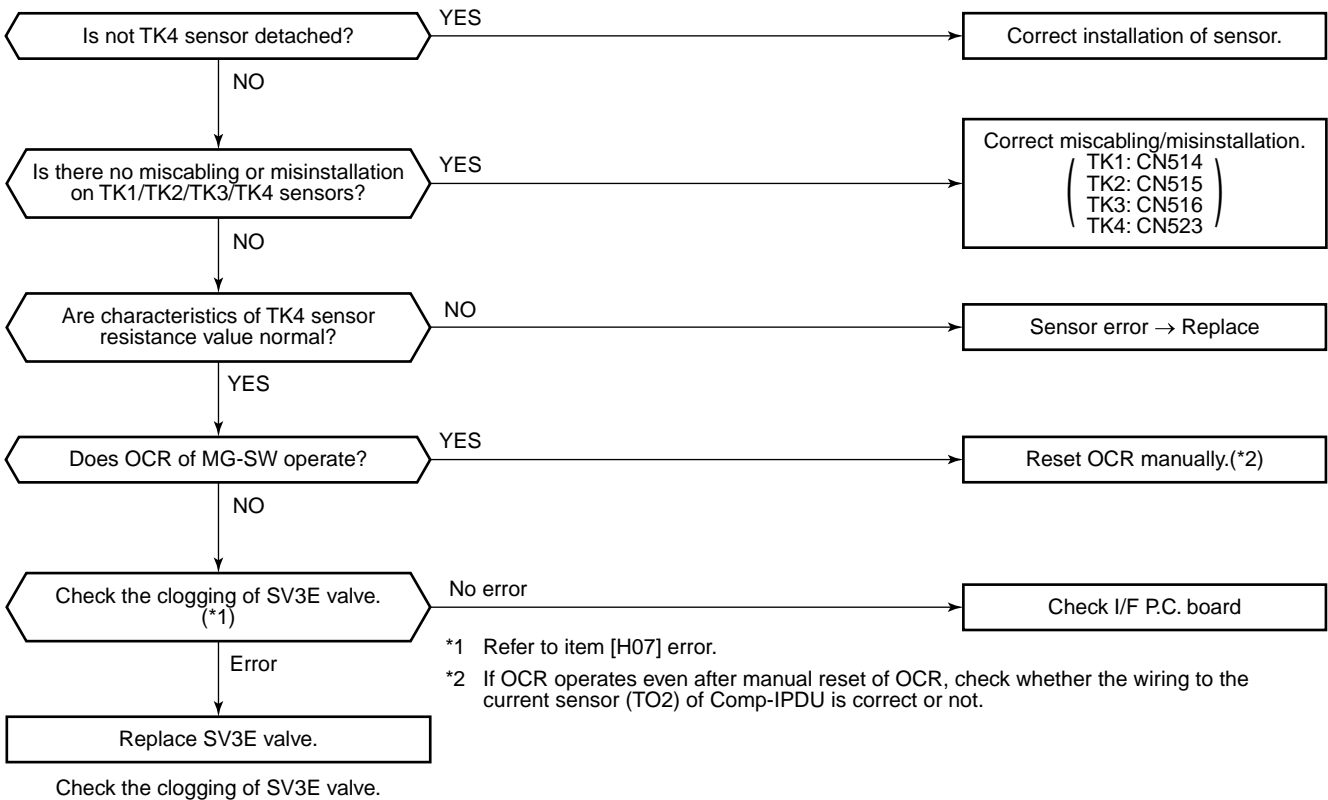 Is not TK4 sensor detached?
YES
Correct installation of sensor.
NO
Is there no miscabling or misinstallation
on TK1/TK2/TK3/TK4 sensors?
YES
Correct miscabling/misinstallation.
TK1: CN514
TK2: CN515
TK3: CN516
TK4: CN523
NO
Are characteristics of TK4 sensor
resistance value normal?
NO
Sensor error → Replace
YES
Does OCR of MG-SW operate?
YES
Reset OCR manually.(*2)
NO
Check the clogging of SV3E valve.
(*1)
No error
Check I/F P.C. board
Error
*1 Refer to item [H07] error.
*2 If OCR operates even after manual reset of OCR, check whether the wiring to the
current sensor (TO2) of Comp-IPDU is correct or not.
Replace SV3E valve.
Check the clogging of SV3E valve.